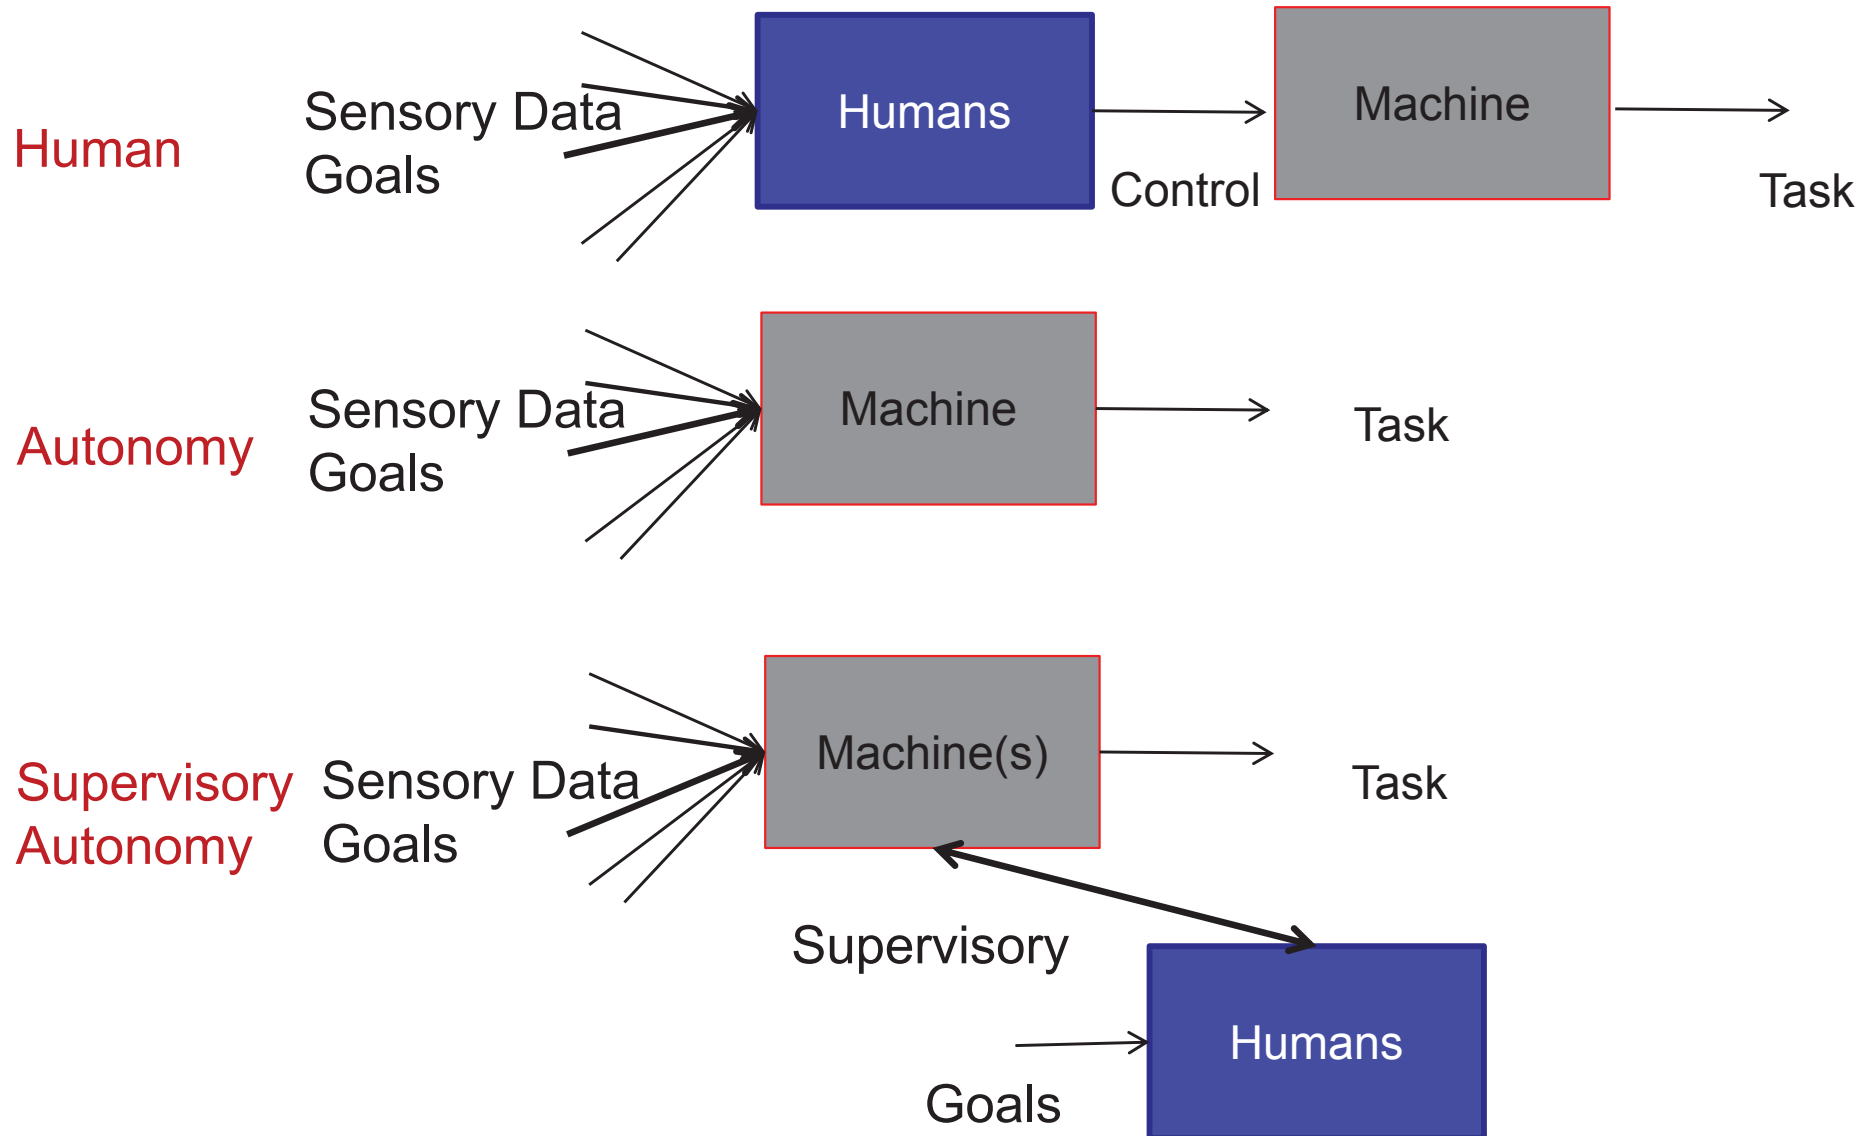 Human
Sensory Data
Goals
Humans
Control
Machine
Task
Autonomy
Sensory Data
Goals
Machine
Task
Supervisory
Autonomy
Sensory Data
Goals
Machine(s)
Task
Supervisory
Goals
Humans